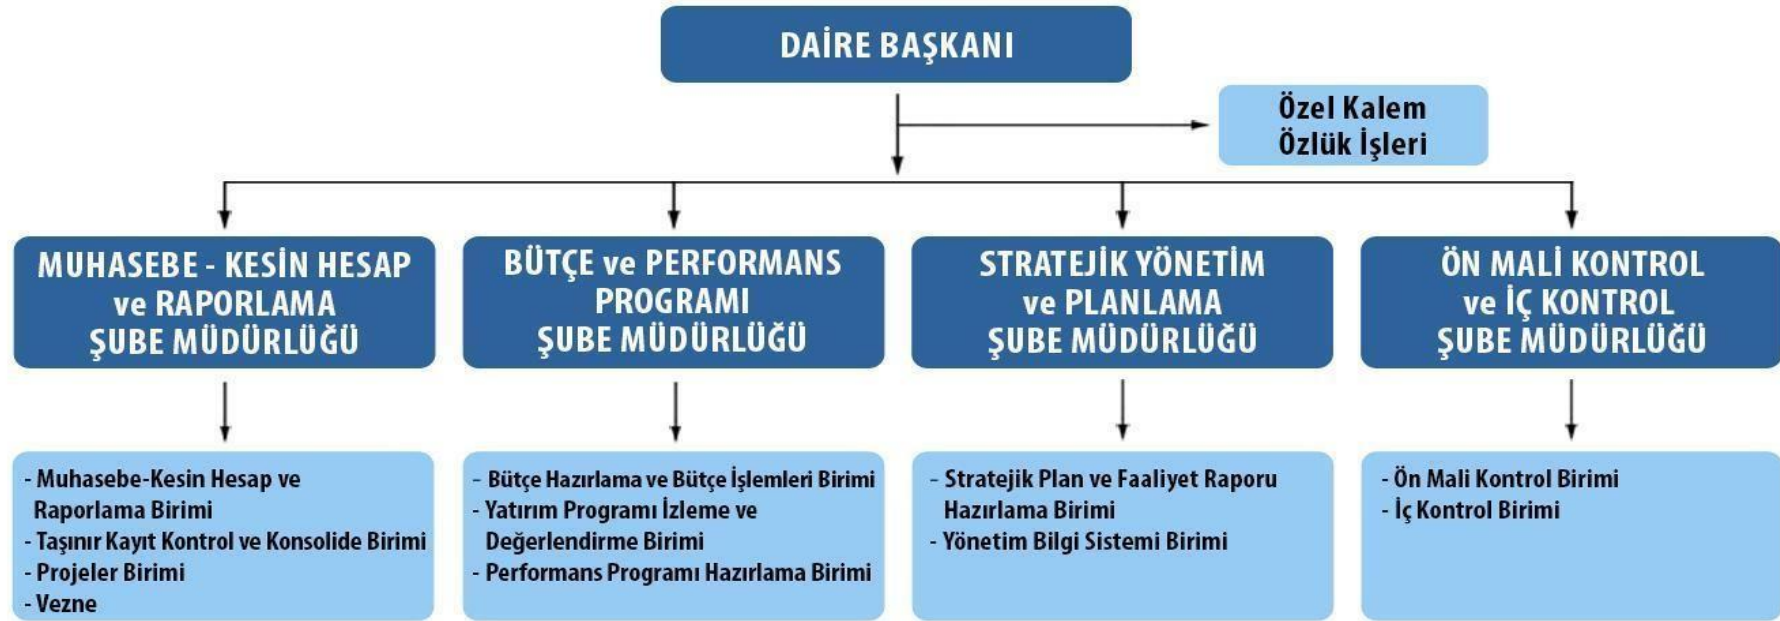 DAİRE BAŞKANI
Özel Kalem
Özlük İşleri
MUHASEBE - KESİN HESAP
ve RAPORLAMA
ŞUBE MÜDÜRLÜĞÜ
BÜTÇE ve PERFORMANS
PROGRAMI
ŞUBE MÜDÜRLÜĞÜ
STRATEJİK YÖNETİM
ve PLANLAMA
ŞUBE MÜDÜRLÜĞÜ
ÖN MALİ KONTROL
ve İÇ KONTROL
ŞUBE MÜDÜRLÜĞÜ
- Muhasebe-Kesin Hesap ve
Raporlama Birimi
- Taşınır Kayıt Kontrol ve Konsolide Birimi
- Projeler Birimi
- Vezne
- Bütçe Hazırlama ve Bütçe İşlemleri Birimi
- Yatırım Programı İzleme ve
Değerlendirme Birimi
- Performans Programı Hazırlama Birimi
- Stratejik Plan ve Faaliyet Raporu
Hazırlama Birimi
- Yönetim Bilgi Sistemi Birimi
- Ön Mali Kontrol Birimi
- İç Kontrol Birimi